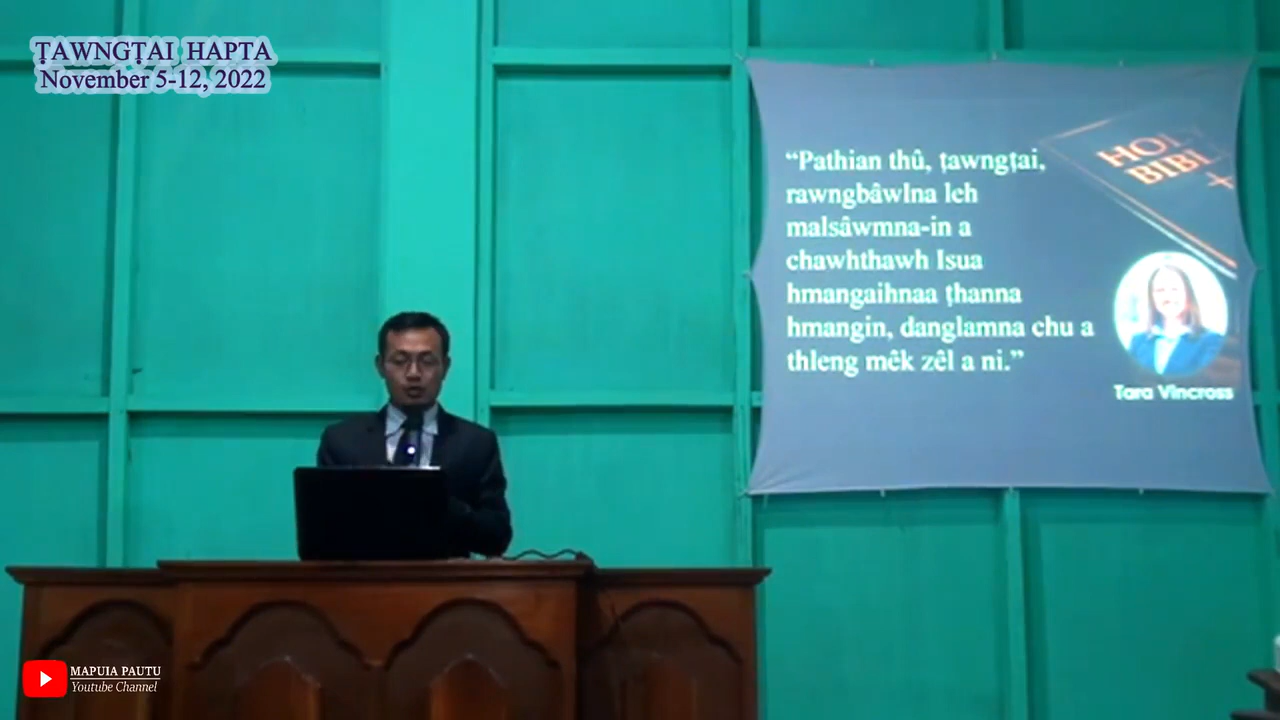 ṬAWNGṬAI HAPTA
November 5-12, 2022
“Pathian thû, ṭawngṭai,
rawngbâwlna leh
malsâwmna-in a
chawhthawh Isua
hmangaihnaa ṭhanna
hmangin, danglamna chu a
thleng mêk zêl a ni.”
HOLY
BIBL
Tara Vincross
MAPUIA PAUTU
Youtube Channel